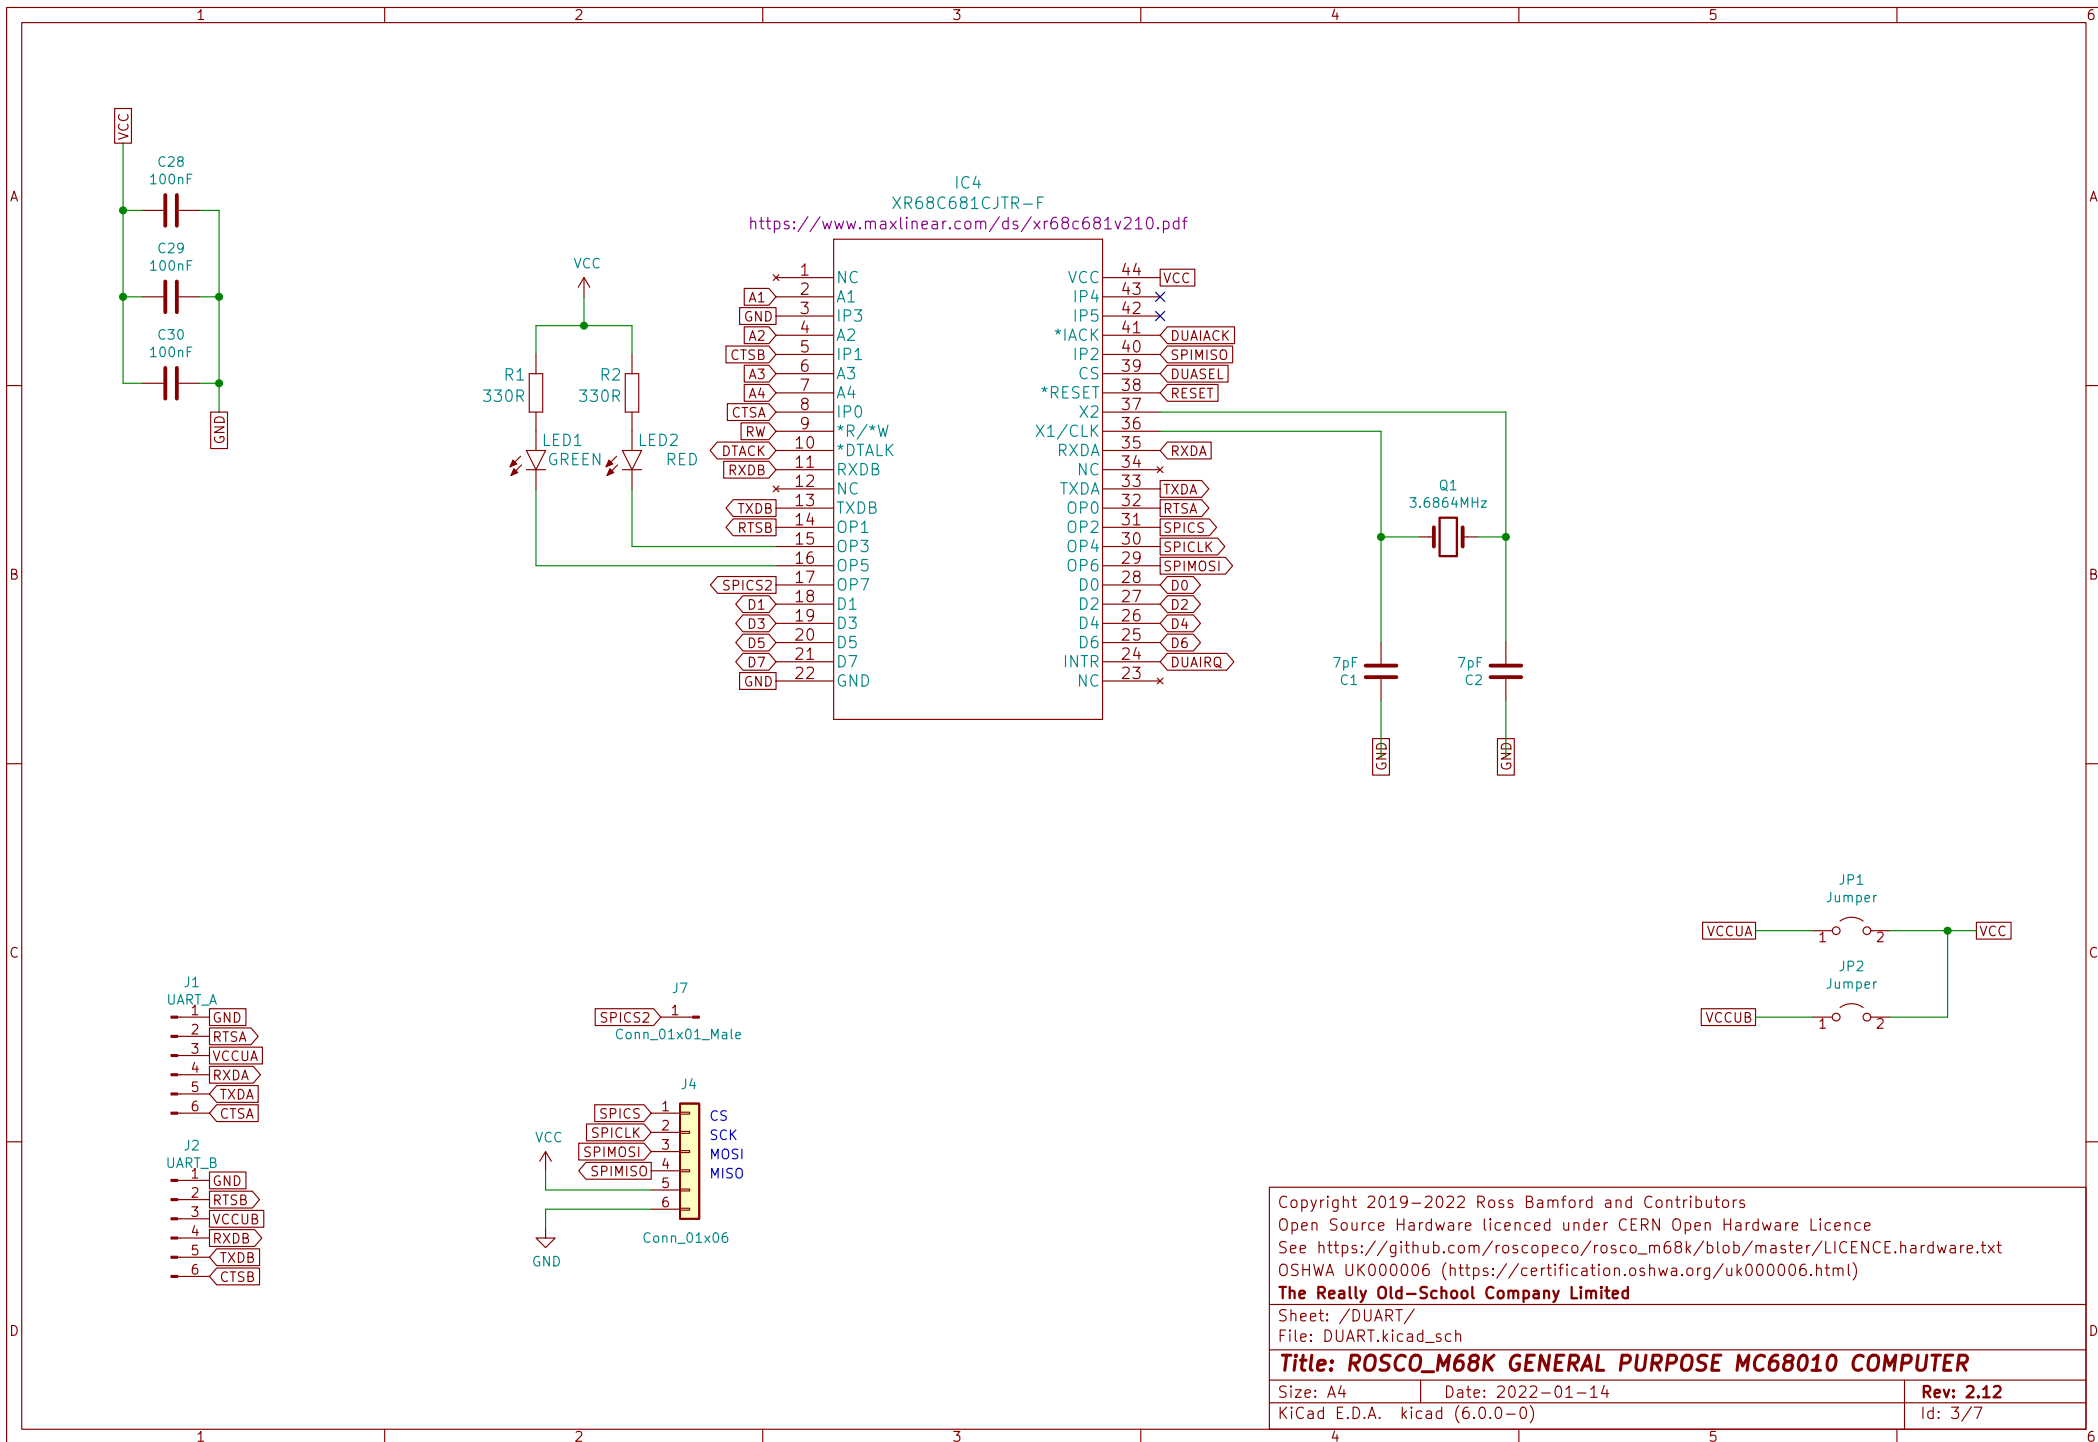 1 2 3 4 5 6
A
B
C
D
VCC
C28
100nF
C29
100nF
C30
100nF
GND
VCC
R1
330R
R2
330R
LED1
GREEN
LED2
RED
IC4
XR68C681CJTR-F
https://www.maxlinear.com/ds/xr68c681v210.pdf
1 NC
A1 2 A1
GND 3 IP3
A2 4 A2
CTSB 5 IP1
A3 6 A3
A4 7 A4
CTSA 8 IP0
RW 9 *R/*W
DTACK 10 *DTALK
RXDB 11 RXDB
12 NC
TXDB 13 TXDB
RTSB 14 OP1
15 OP3
16 OP5
SPICS2 17 OP7
D1 18 D1
D3 19 D3
D5 20 D5
D7 21 D7
GND 22 GND
VCC 44 VCC
IP4 43
IP5 42
*IACK 41 DUAIACK
IP2 40 SPIMISO
CS 39 DUASEL
*RESET 38 RESET
X2 37
X1/CLK 36
RXDA 35 RXDA
NC 34
TXDA 33 TXDA
OP0 32 RTSA
OP2 31 SPICS
OP4 30 SPICLK
OP6 29 SPIMOSI
D0 28 D0
D2 27 D2
D4 26 D4
D6 25 D6
INTR 24 DUAIRQ
NC 23
Q1
3.6864MHz
7pF
C1
7pF
C2
GND
GND
JP1
Jumper
VCCUA 1 2 VCC
JP2
Jumper
VCCUB 1 2
J1
UART_A
1 GND
2 RTSA
3 VCCUA
4 RXDA
5 TXDA
6 CTSA
J2
UART_B
1 GND
2 RTSB
3 VCCUB
4 RXDB
5 TXDB
6 CTSB
J7
SPICS2 1
Conn_01x01_Male
J4
SPICS 1 CS
SPICLK 2 SCK
SPIMOSI 3 MOSI
SPIMISO 4 MISO
VCC 5
6
GND
Conn_01x06
Copyright 2019-2022 Ross Bamford and Contributors
Open Source Hardware licenced under CERN Open Hardware Licence
See https://github.com/roscopeco/rosco_m68k/blob/master/LICENCE.hardware.txt
OSHWA UK000006 (https://certification.oshwa.org/uk000006.html)
The Really Old-School Company Limited
Sheet: /DUART/
File: DUART.kicad_sch
Title: ROSCO_M68K GENERAL PURPOSE MC68010 COMPUTER
Size: A4 Date: 2022-01-14 Rev: 2.12
KiCad E.D.A. kicad (6.0.0-0) Id: 3/7
A
B
C
D
1 2 3 4 5 6